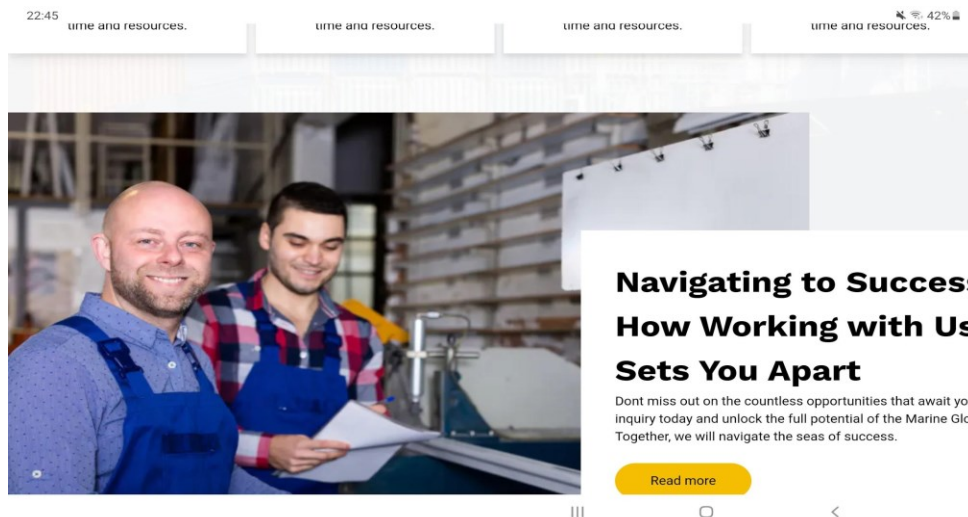 22:45
42%
time and resources.
time and resources.
time and resources.
time and resources.
Navigating to Success
How Working with Us
Sets You Apart
Dont miss out on the countless opportunities that await yo
inquiry today and unlock the full potential of the Marine Glo
Together, we will navigate the seas of success.
Read more